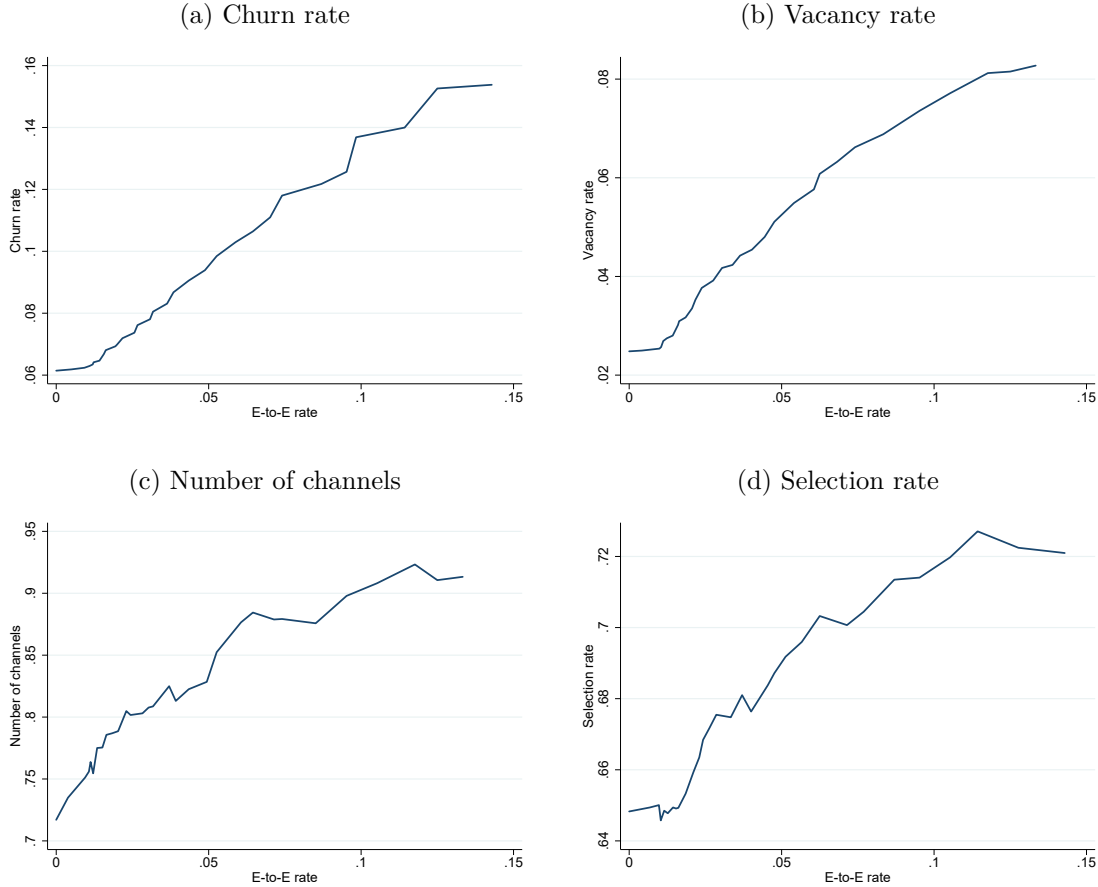 (a) Churn rate
Churn rate
.16
.14
.12
.1
.08
.06
0 .05 .1 .15
E-to-E rate
(b) Vacancy rate
Vacancy rate
.08
.06
.04
.02
0 .05 .1 .15
E-to-E rate
(c) Number of channels
Number of channels
.95
.9
.85
.8
.75
.7
0 .05 .1 .15
E-to-E rate
(d) Selection rate
Selection rate
.72
.7
.68
.66
.64
0 .05 .1 .15
E-to-E rate